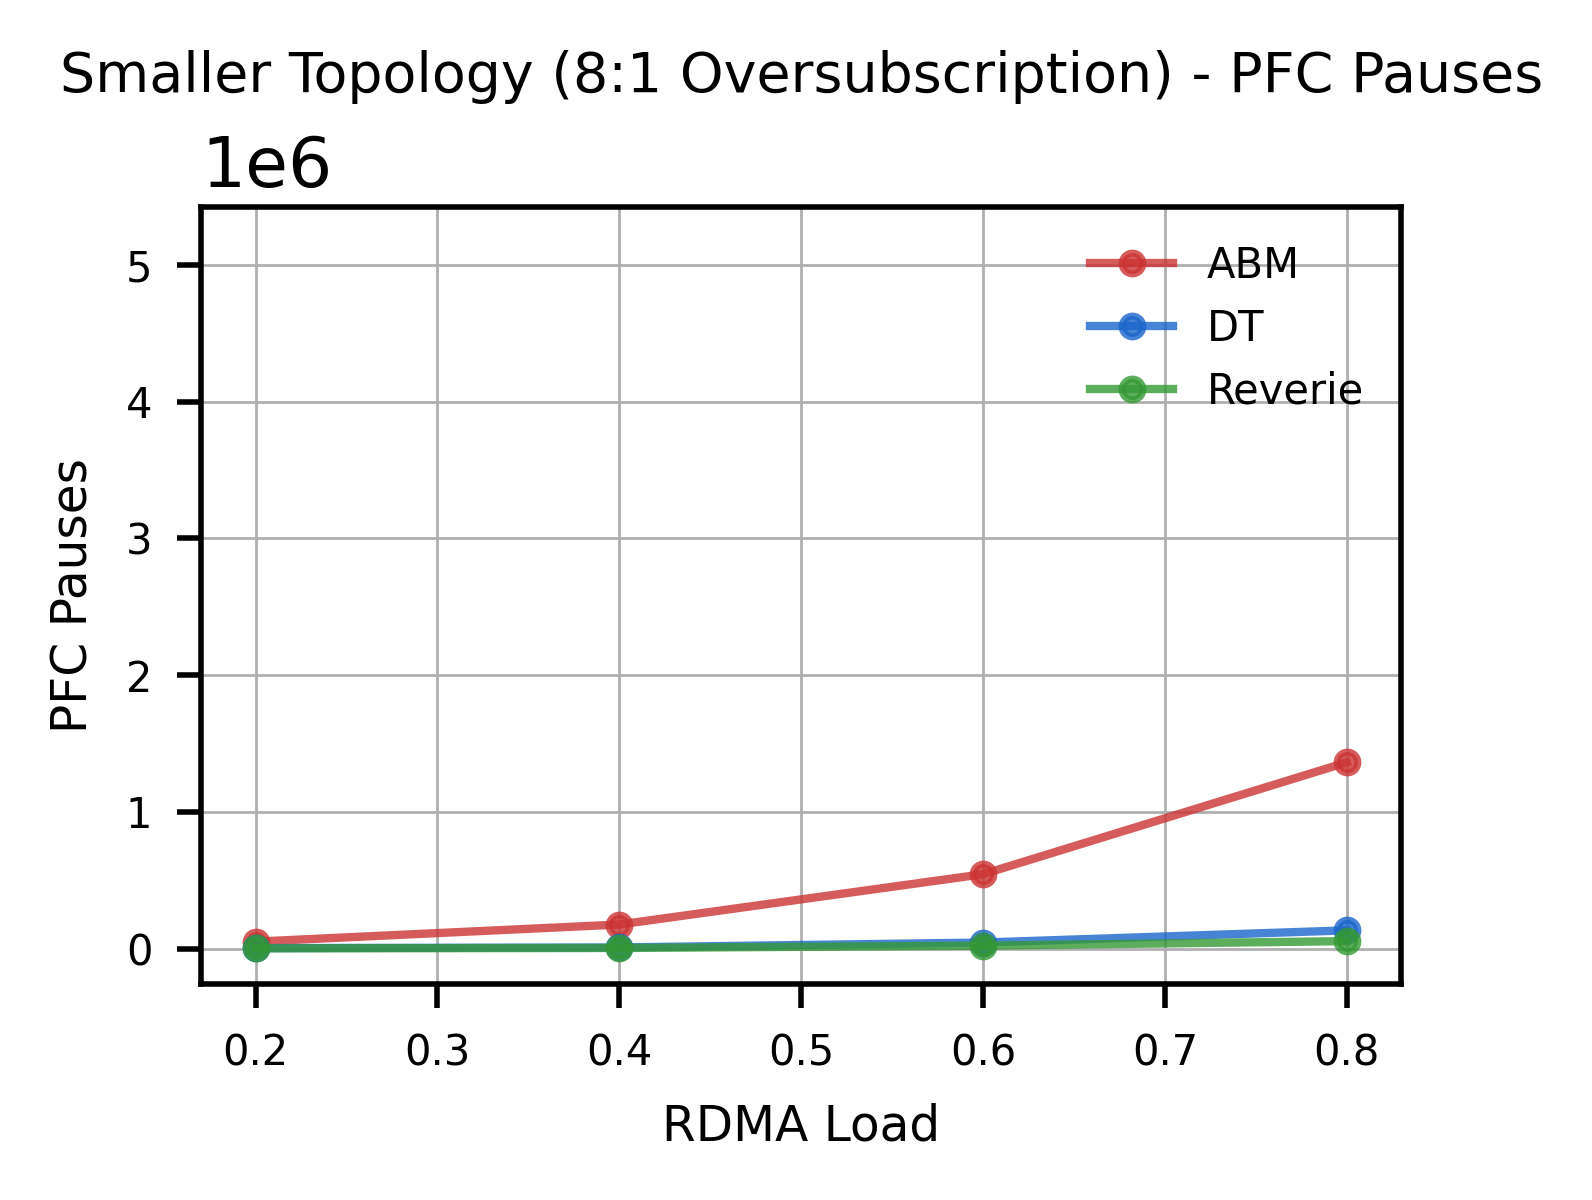 Smaller Topology (8:1 Oversubscription) - PFC Pauses
1e6
5
4
3
2
1
0
PFC Pauses
ABM
DT
Reverie
0.2 0.3 0.4 0.5 0.6 0.7 0.8
RDMA Load